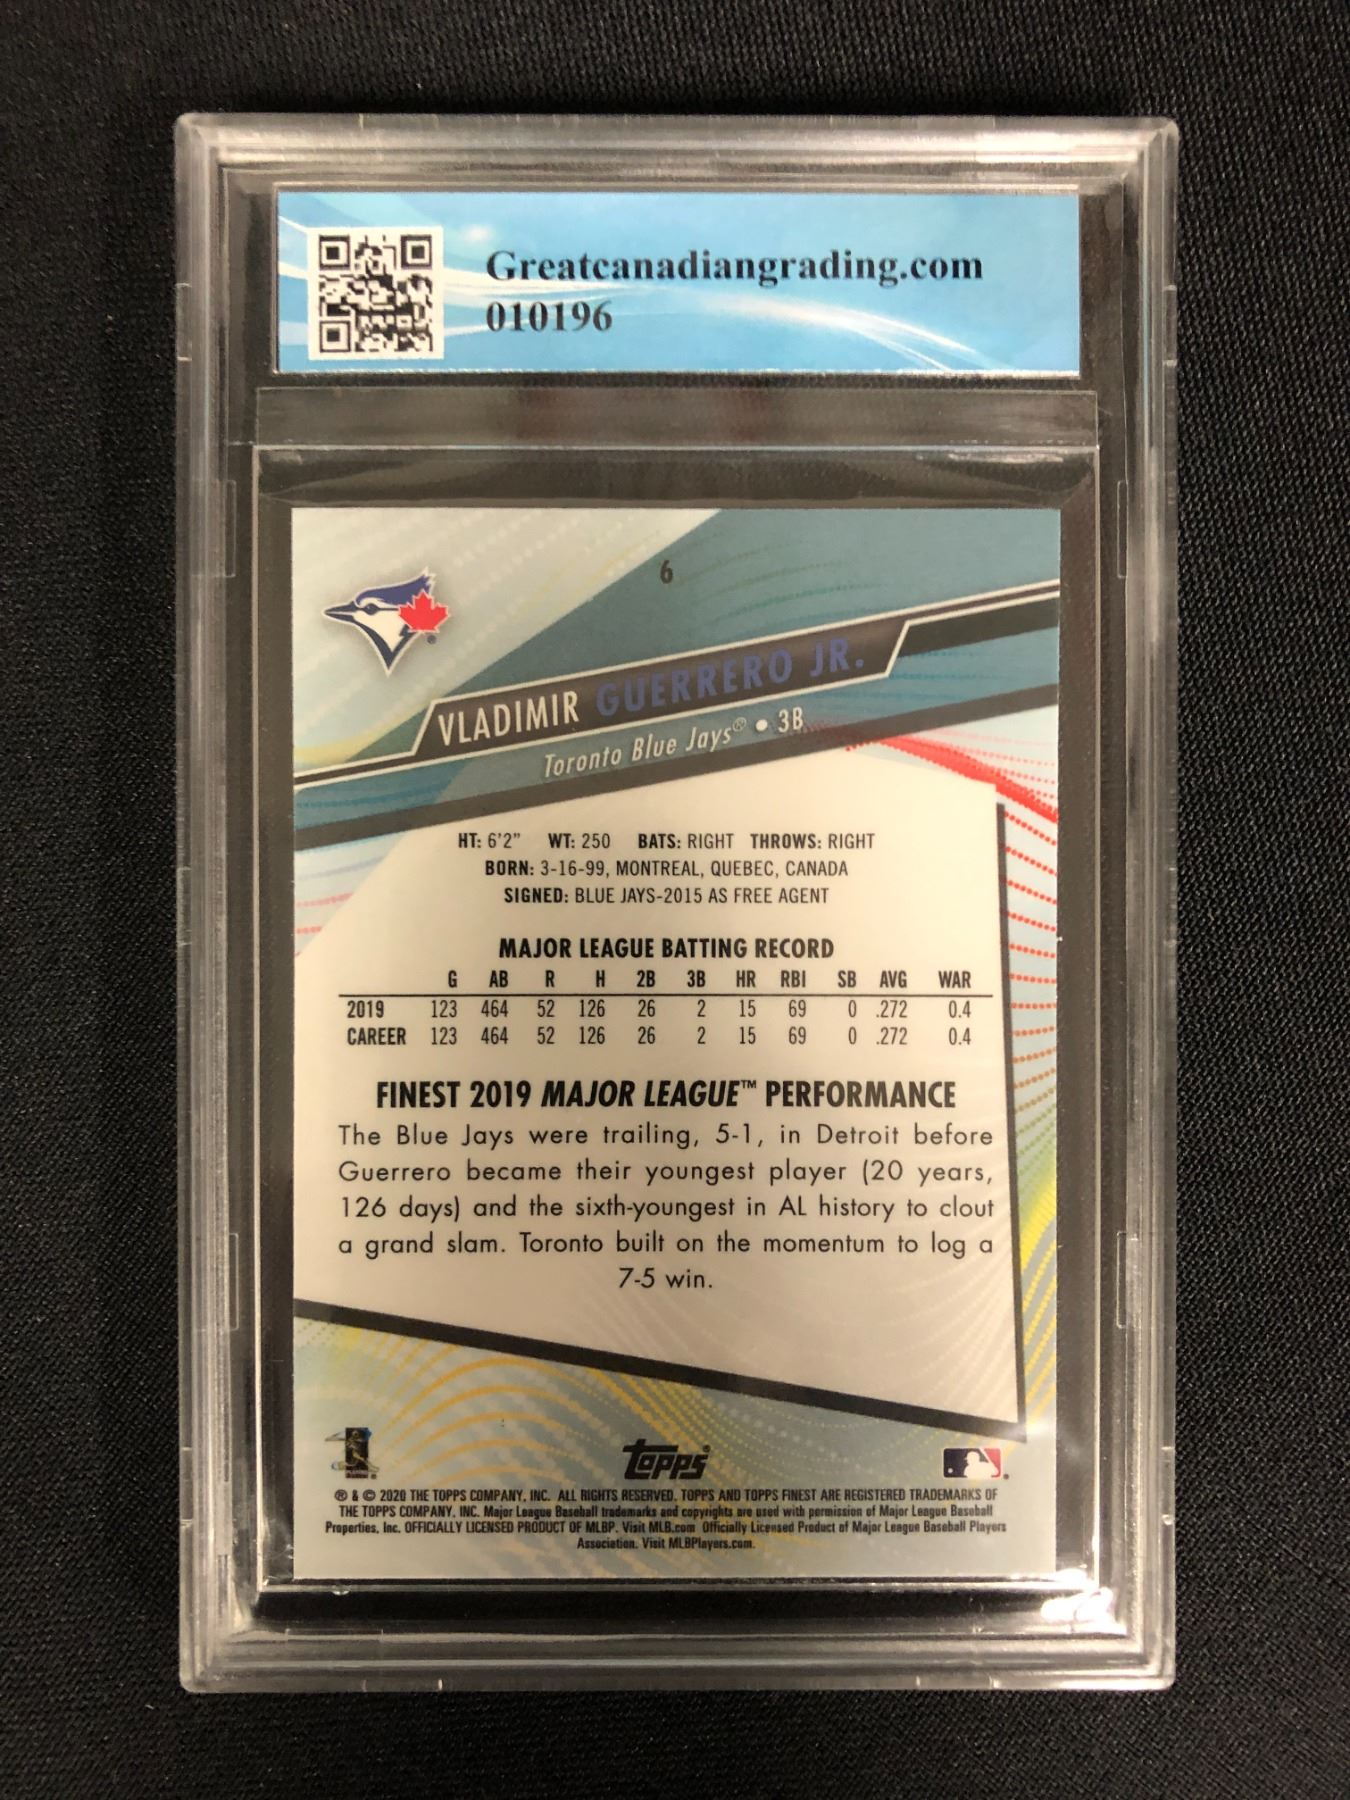 Greatcanadiangrading.com
010196
6
VLADIMIR GUERRERO JR.
Toronto Blue Jays® • 3B
HT: 6'2" WT: 250 BATS: RIGHT THROWS: RIGHT
BORN: 3-16-99, MONTREAL, QUEBEC, CANADA
SIGNED: BLUE JAYS-2015 AS FREE AGENT
MAJOR LEAGUE BATTING RECORD
G AB R H 2B 3B HR RBI SB AVG WAR
2019 123 464 52 126 26 2 15 69 0 .272 0.4
CAREER 123 464 52 126 26 2 15 69 0 .272 0.4
FINEST 2019 MAJOR LEAGUE™ PERFORMANCE
The Blue Jays were trailing, 5-1, in Detroit before
Guerrero became their youngest player (20 years,
126 days) and the sixth-youngest in AL history to clout
a grand slam. Toronto built on the momentum to log a
7-5 win.
topps®
® & © 2020 THE TOPPS COMPANY, INC. ALL RIGHTS RESERVED. TOPPS AND TOPPS FINEST ARE REGISTERED TRADEMARKS OF
THE TOPPS COMPANY, INC. Major League Baseball trademarks and copyrights are used with permission of Major League Baseball
Properties, Inc. OFFICIALLY LICENSED PRODUCT OF MLBP. Visit MLB.com Officially Licensed Product of Major League Baseball Players
Association. Visit MLBPlayers.com.